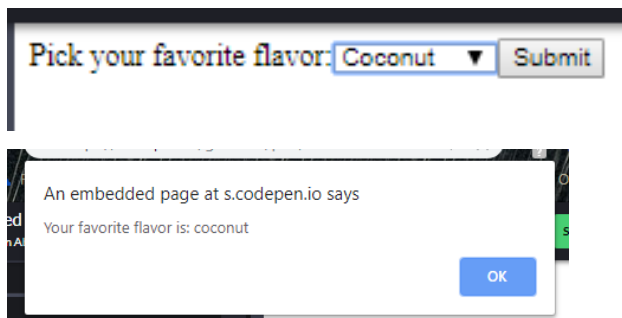 Pick your favorite flavor: Coconut ▼ Submit
An embedded page at s.codepen.io says
ed
Your favorite flavor is: coconut
OK